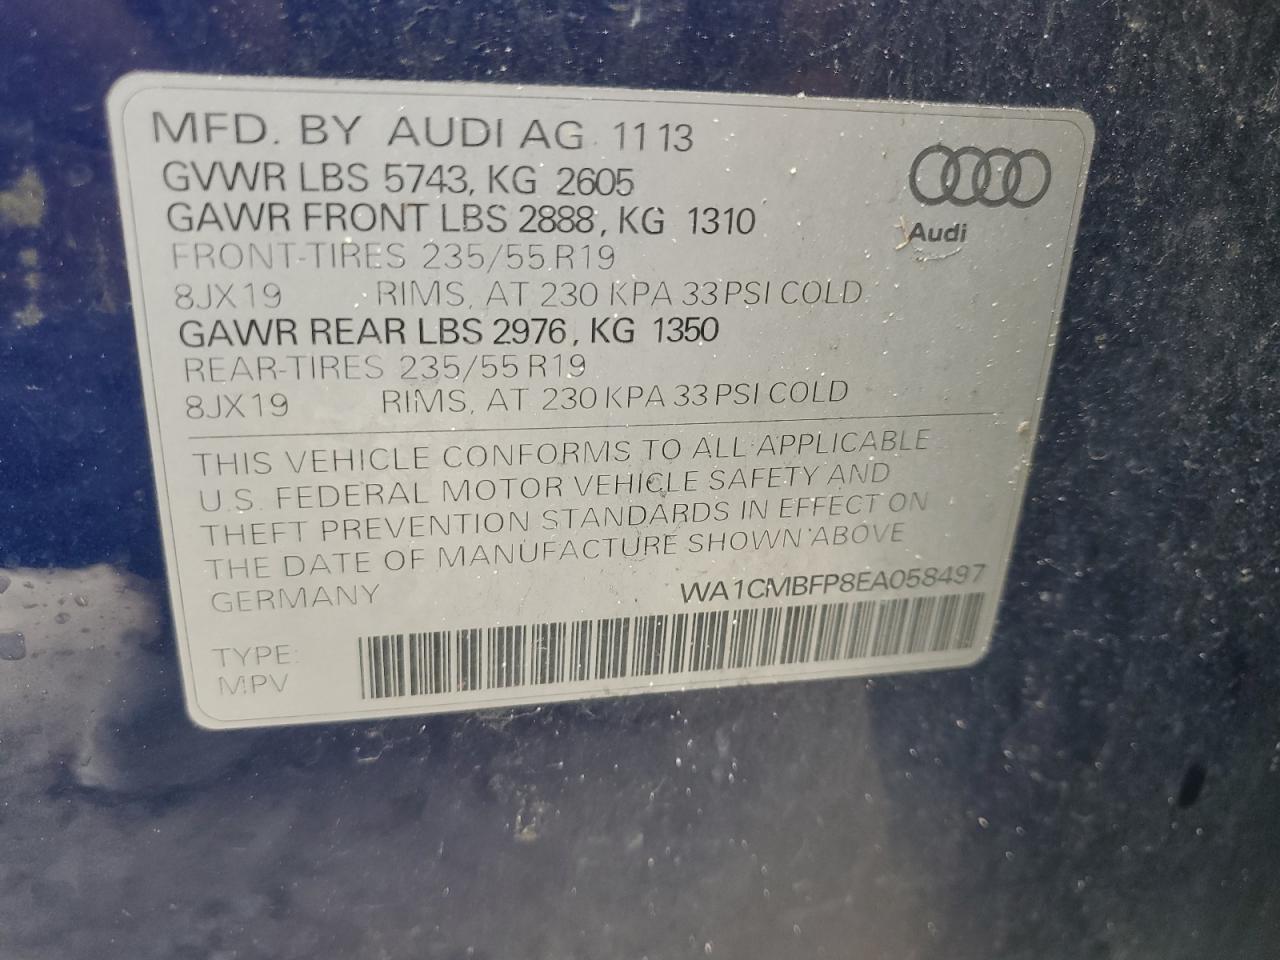 MFD. BY AUDI AG 11 13
GVWR LBS 5743, KG 2605
GAWR FRONT LBS 2888, KG 1310
FRONT-TIRES 235/55 R19
8JX19 RIMS, AT 230 KPA 33 PSI COLD
GAWR REAR LBS 2976, KG 1350
REAR-TIRES 235/55 R19
8JX19 RIMS, AT 230 KPA 33 PSI COLD
Audi
THIS VEHICLE CONFORMS TO ALL APPLICABLE
U.S. FEDERAL MOTOR VEHICLE SAFETY AND
THEFT PREVENTION STANDARDS IN EFFECT ON
THE DATE OF MANUFACTURE SHOWN ABOVE
GERMANY WA1CMBFP8EA058497
TYPE:
MPV